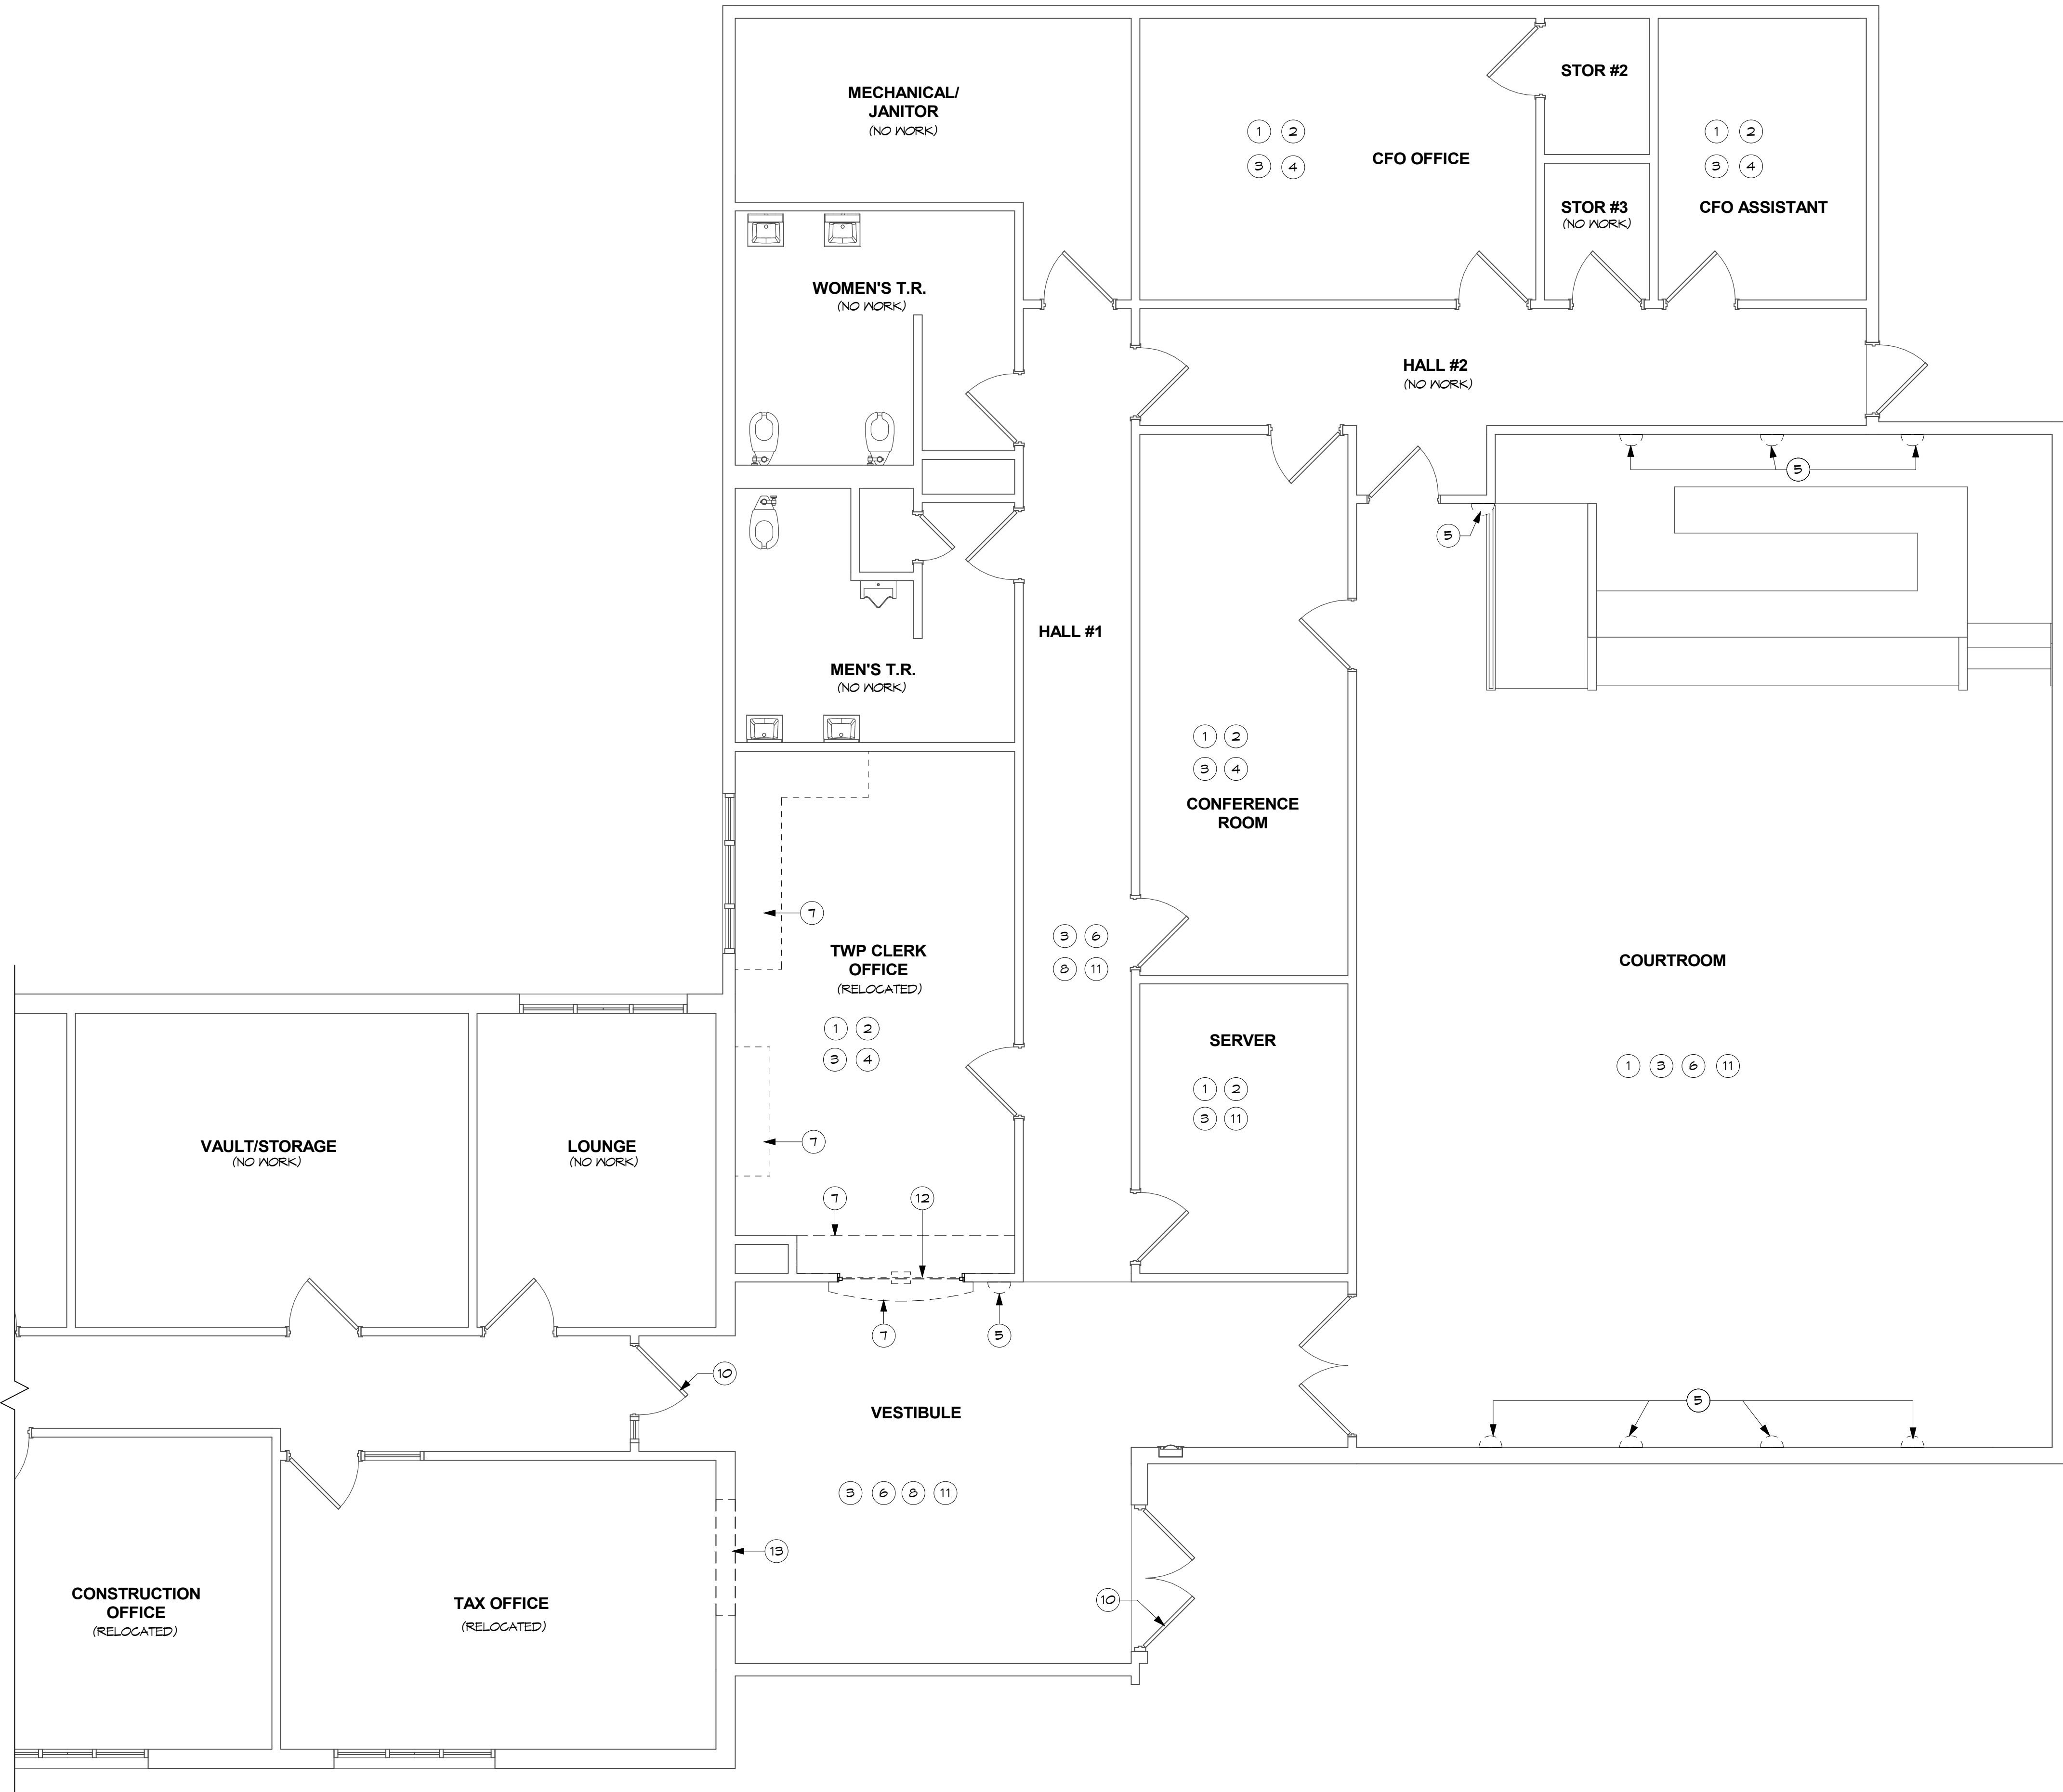 MECHANICAL/
JANITOR
(NO WORK)
STOR #2
1 2
3 4
CFO OFFICE
1 2
3 4
STOR #3
(NO WORK)
CFO ASSISTANT
WOMEN'S T.R.
(NO WORK)
HALL #2
(NO WORK)
5
5
HALL #1
MEN'S T.R.
(NO WORK)
1 2
3 4
CONFERENCE
ROOM
7
TWP CLERK
OFFICE
(RELOCATED)
3 6
8 11
COURTROOM
1 2
3 4
SERVER
1 2
3 11
1 3 6 11
VAULT/STORAGE
(NO WORK)
LOUNGE
(NO WORK)
7
7 12
7 5
10
VESTIBULE
5
3 6 8 11
13
10
CONSTRUCTION
OFFICE
(RELOCATED)
TAX OFFICE
(RELOCATED)